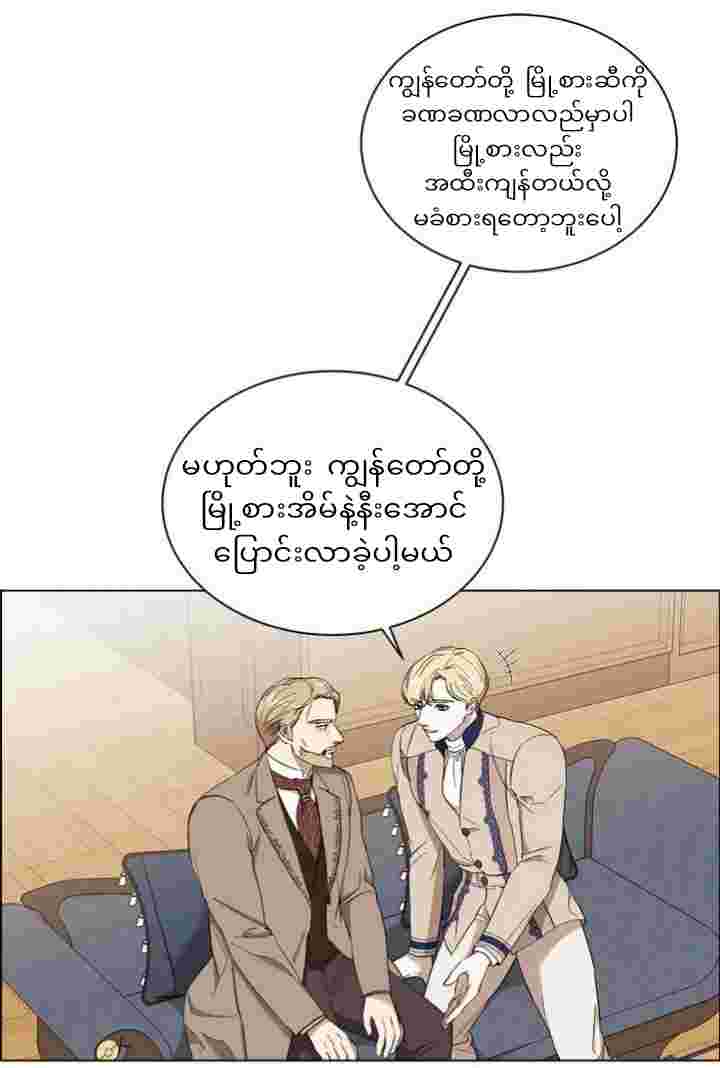 ကျွန်တော်တို့ မြို့စားဆီကို
ခဏခဏလာလည်မှာပါ
မြို့စားလည်း
အထီးကျန်တယ်လို့
မခံစားရတော့ဘူးပေါ့
မဟုတ်ဘူး ကျွန်တော်တို့
မြို့စားအိမ်နဲ့နီးအောင်
ပြောင်းလာခဲ့ပါ့မယ်